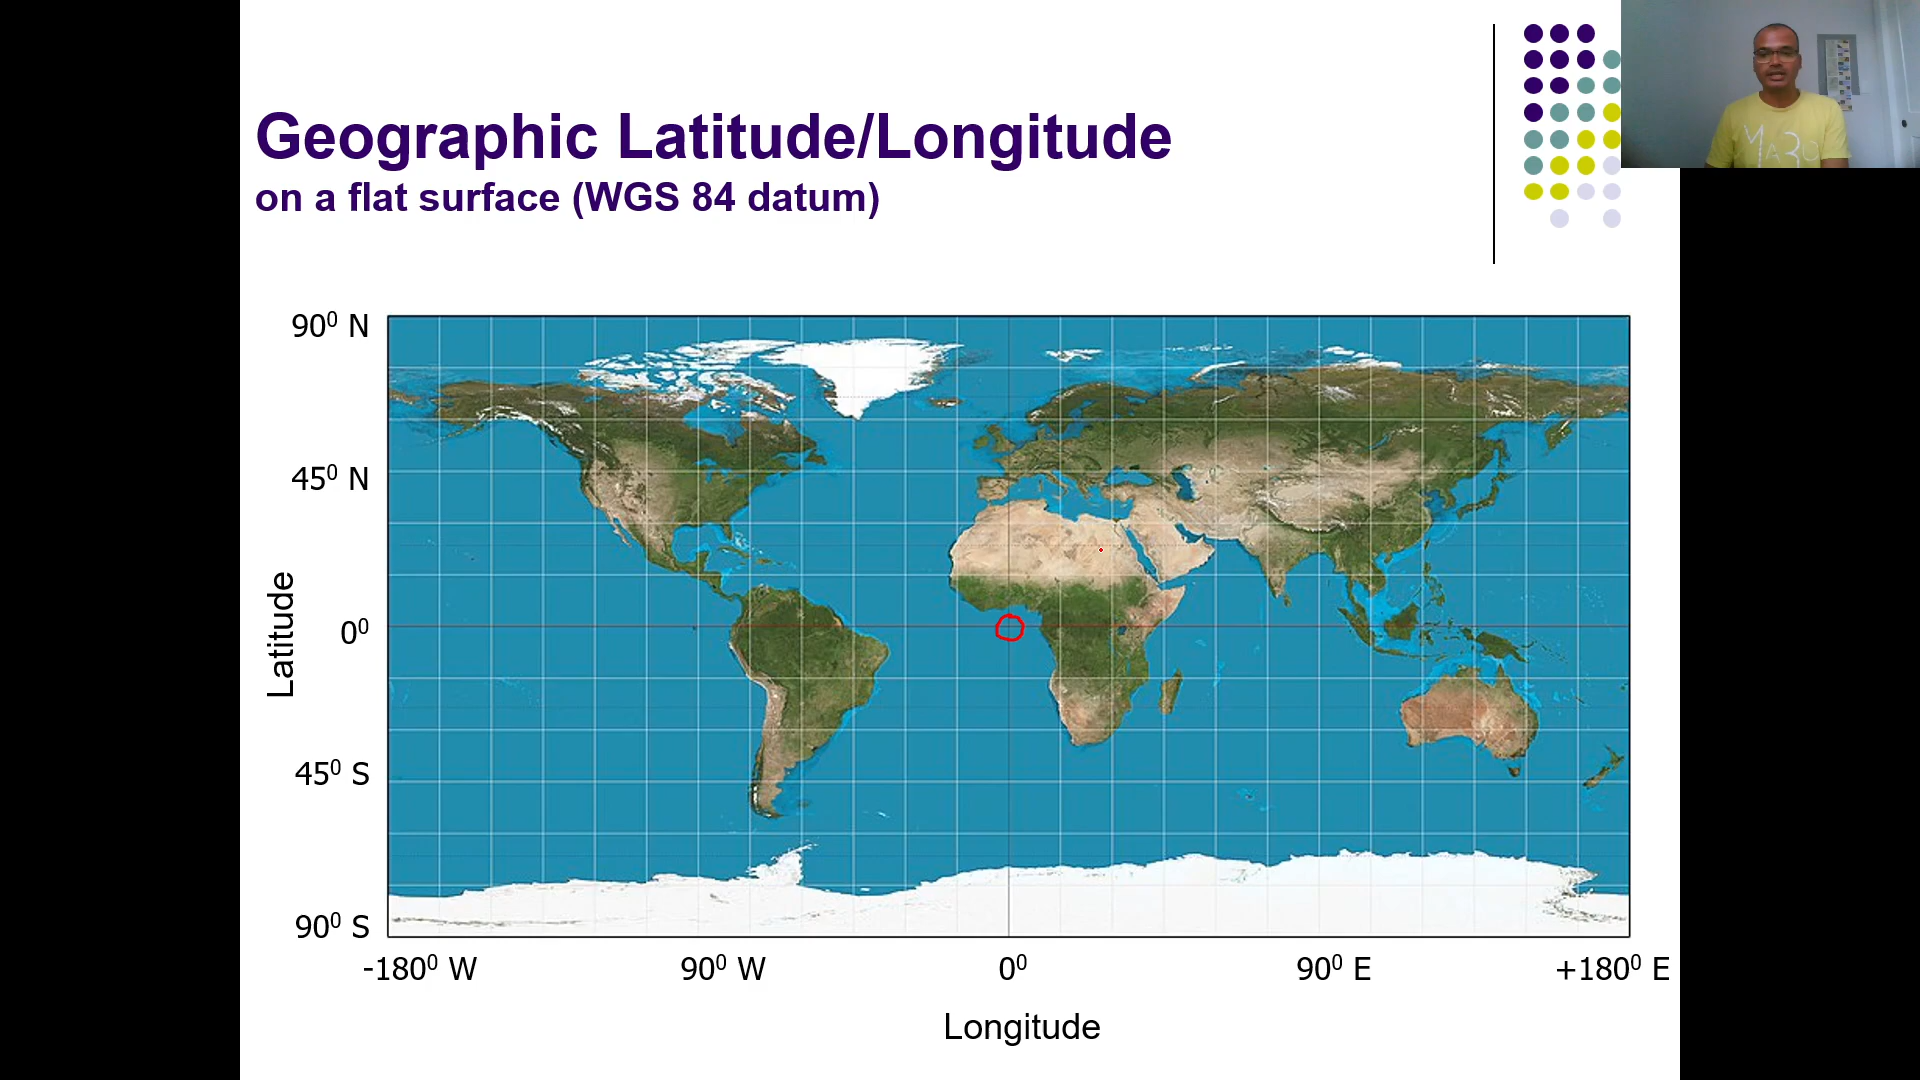 Geographic Latitude/Longitude
on a flat surface (WGS 84 datum)
90⁰ N
45⁰ N
0⁰
45⁰ S
90⁰ S
Latitude
-180⁰ W
90⁰ W
0⁰
90⁰ E
+180⁰ E
Longitude